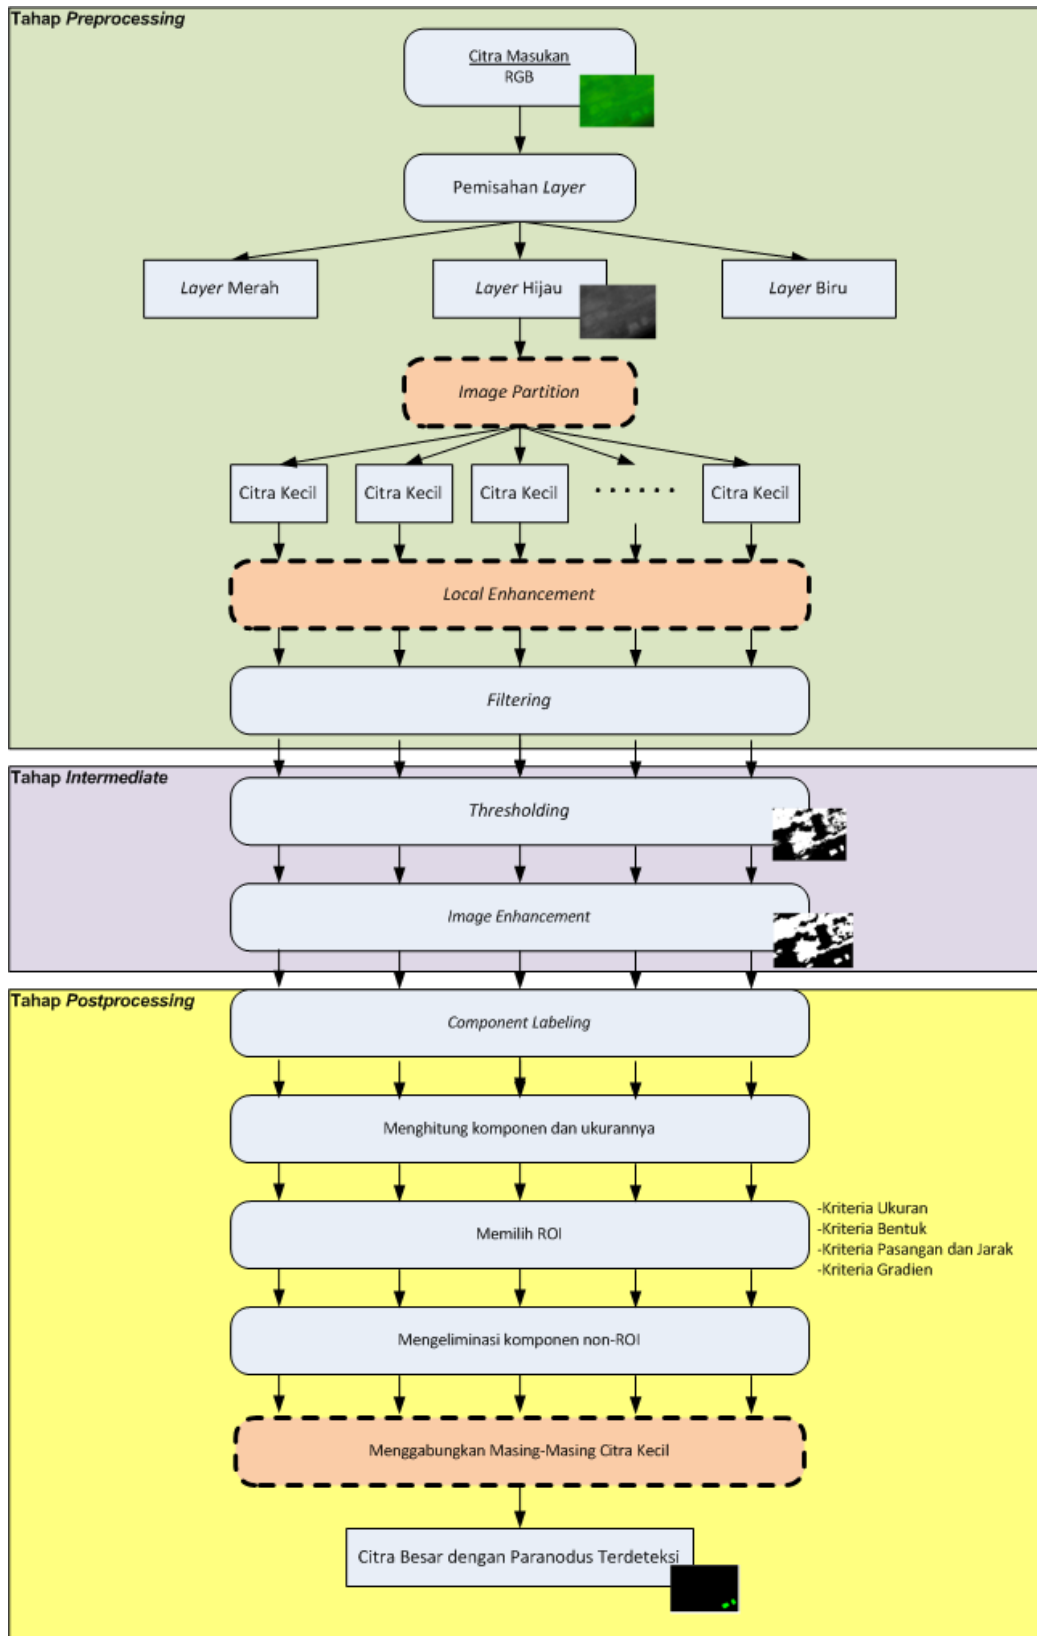 Tahap Preprocessing
Citra Masukan
RGB
Pemisahan Layer
Layer Merah
Layer Hijau
Layer Biru
Image Partition
Citra Kecil
Citra Kecil
Citra Kecil
. . . . . .
Citra Kecil
Local Enhancement
Filtering
Tahap Intermediate
Thresholding
Image Enhancement
Tahap Postprocessing
Component Labeling
Menghitung komponen dan ukurannya
Memilih ROI
-Kriteria Ukuran
-Kriteria Bentuk
-Kriteria Pasangan dan Jarak
-Kriteria Gradien
Mengeliminasi komponen non-ROI
Menggabungkan Masing-Masing Citra Kecil
Citra Besar dengan Paranodus Terdeteksi